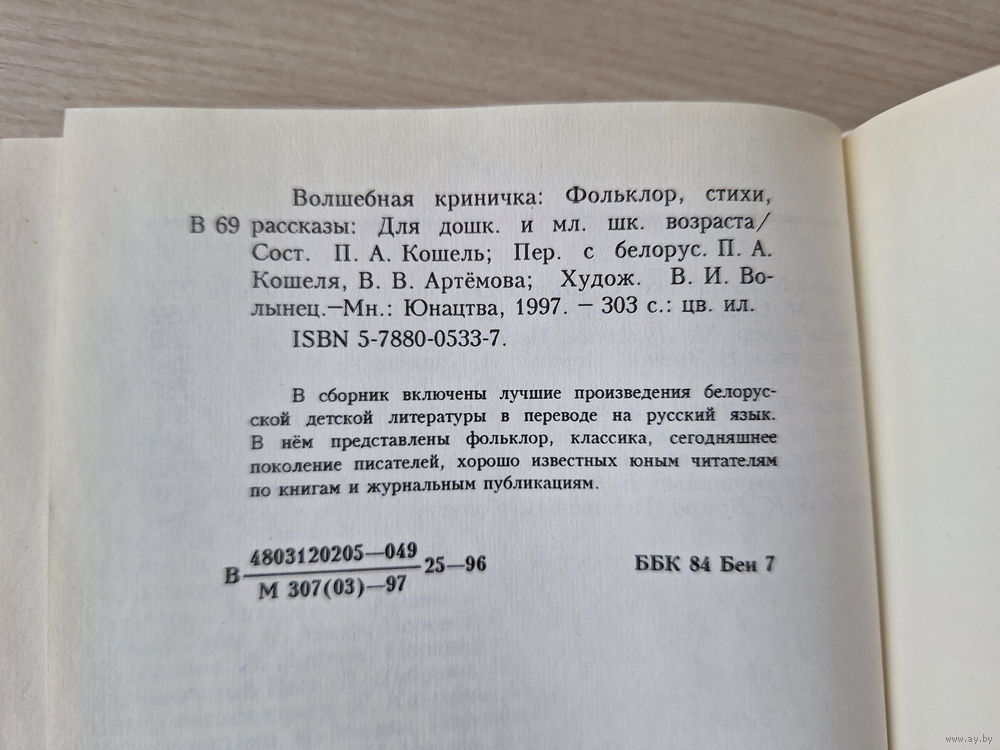 Волшебная криничка: Фольклор, стихи,
В 69 рассказы: Для дошк. и мл. шк. возраста/
Сост. П. А. Кошель; Пер. с белорус. П. А.
Кошеля, В. В. Артёмова; Худож. В. И. Во-
лынец.—Мн.: Юнацтва, 1997. — 303 с.: цв. ил.
ISBN 5-7880-0533-7.
В сборник включены лучшие произведения белорус-
ской детской литературы в переводе на русский язык.
В нём представлены фольклор, классика, сегодняшнее
поколение писателей, хорошо известных юным читателям
по книгам и журнальным публикациям.
4803120205—049
В 25—96
М 307(03)—97
ББК 84 Беи 7
www.ay.by